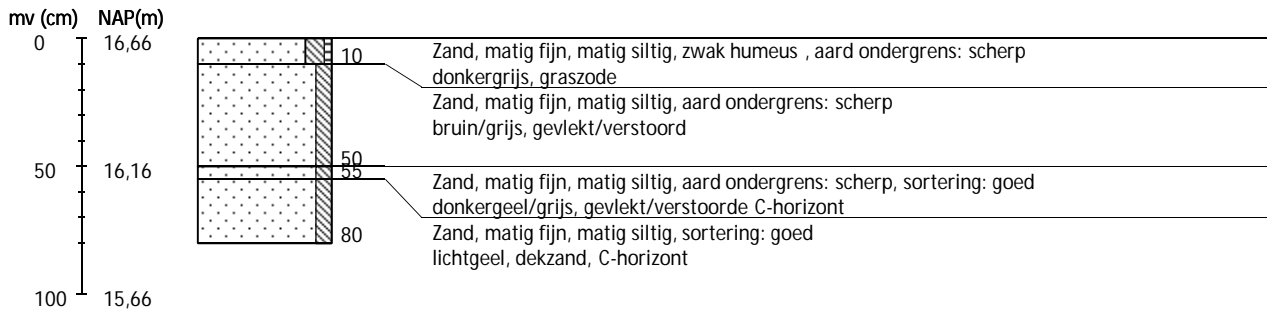 mv (cm) NAP(m)
0 16,66
Zand, matig fijn, matig siltig, zwak humeus , aard ondergrens: scherp
10
donkergrijs, graszode
Zand, matig fijn, matig siltig, aard ondergrens: scherp
bruin/grijs, gevlekt/verstoord
50
50 16,16
55
Zand, matig fijn, matig siltig, aard ondergrens: scherp, sortering: goed
donkergeel/grijs, gevlekt/verstoorde C-horizont
80
Zand, matig fijn, matig siltig, sortering: goed
lichtgeel, dekzand, C-horizont
100 15,66